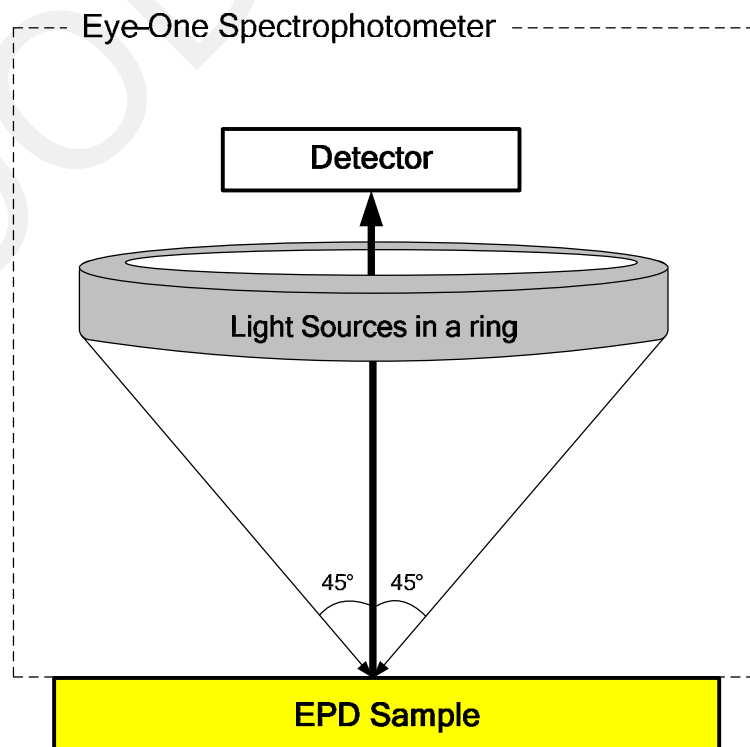 Eye-One Spectrophotometer
Detector
Light Sources in a ring
45° 45°
EPD Sample